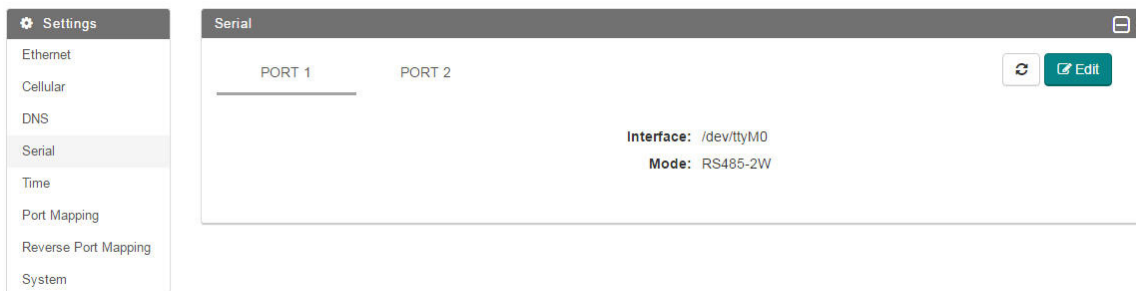 Settings
Ethernet
Cellular
DNS
Serial
Time
Port Mapping
Reverse Port Mapping
System
Serial
PORT 1 PORT 2
Edit
Interface: /dev/ttyM0
Mode: RS485-2W